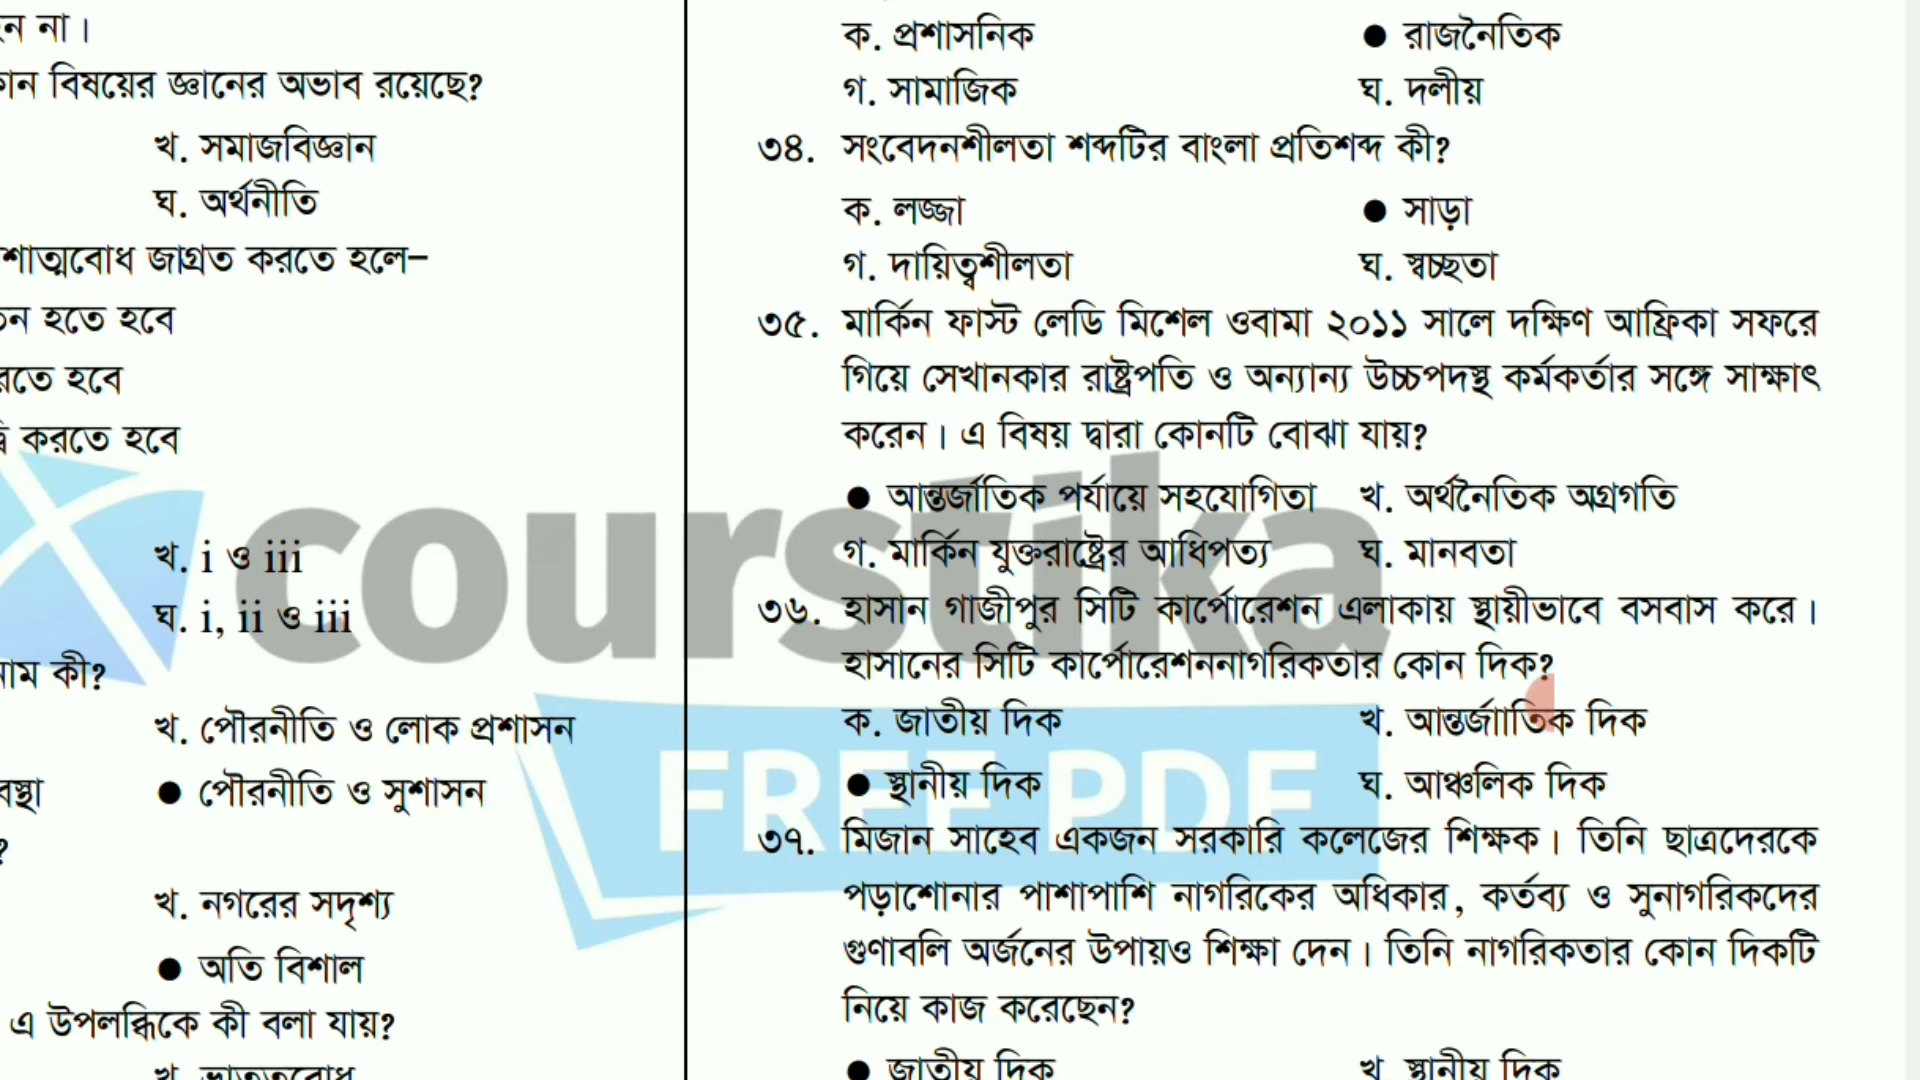 না।
বিষয়ের জ্ঞানের অভাব রয়েছে?
খ. সমাজবিজ্ঞান
ঘ. অর্থনীতি
জাগ্রত করতে হলে–
হতে হবে
হবে
করতে হবে
খ. i ও iii
ঘ. i, ii ও iii
কী?
খ. পৌরনীতি ও লোক প্রশাসন
● পৌরনীতি ও সুশাসন
খ. নগরের সদৃশ্য
● অতি বিশাল
এ উপলব্ধিকে কী বলা যায়?
খ. ভ্রাতৃত্ববোধ
ক. প্রশাসনিক ● রাজনৈতিক
গ. সামাজিক ঘ. দলীয়
৩৪. সংবেদনশীলতা শব্দটির বাংলা প্রতিশব্দ কী?
ক. লজ্জা ● সাড়া
গ. দায়িত্বশীলতা ঘ. স্বচ্ছতা
৩৫. মার্কিন ফার্স্ট লেডি মিশেল ওবামা ২০১১ সালে দক্ষিণ আফ্রিকা সফরে
গিয়ে সেখানকার রাষ্ট্রপতি ও অন্যান্য উচ্চপদস্থ কর্মকর্তার সঙ্গে সাক্ষাৎ
করেন। এ বিষয় দ্বারা কোনটি বোঝা যায়?
● আন্তর্জাতিক পর্যায়ে সহযোগিতা খ. অর্থনৈতিক অগ্রগতি
গ. মার্কিন যুক্তরাষ্ট্রের আধিপত্য ঘ. মানবতা
৩৬. হাসান গাজীপুর সিটি কার্পোরেশন এলাকায় স্থায়ীভাবে বসবাস করে।
হাসানের সিটি কার্পোরেশননাগরিকতার কোন দিক?
ক. জাতীয় দিক খ. আন্তর্জাাতিক দিক
● স্থানীয় দিক ঘ. আঞ্চলিক দিক
৩৭. মিজান সাহেব একজন সরকারি কলেজের শিক্ষক। তিনি ছাত্রদেরকে
পড়াশোনার পাশাপাশি নাগরিকের অধিকার, কর্তব্য ও সুনাগরিকদের
গুণাবলি অর্জনের উপায়ও শিক্ষা দেন। তিনি নাগরিকতার কোন দিকটি
নিয়ে কাজ করেছেন?
● জাতীয় দিক খ. স্থানীয় দিক
courstika
FREE PDF